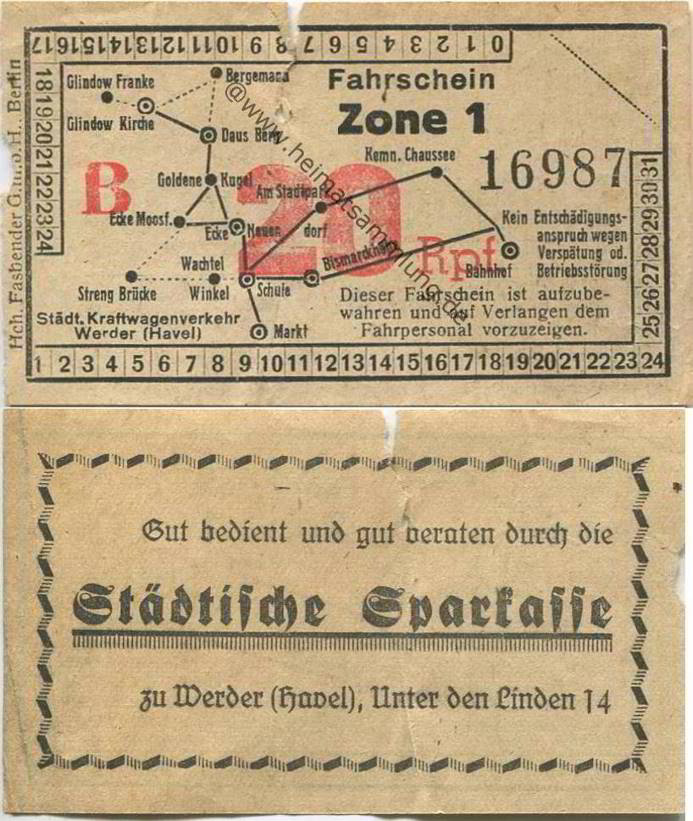 17 16 15 14 13 12 11 10 9 8 7 6 5 4 3 2 1 0
Hch. Fasbender G.m.b.H., Berlin
18 19 20 21 22 23 24
Fahrschein
Zone 1
16987
B
20
Rpf
Glindow Franke
Bergemann
Glindow Kirche
Daus Berg
Kemn. Chaussee
Goldene Kugel
Am Stadtpark
Ecke Moosf.
Ecke Neuen
dorf
Bismarckhöhe
Wachtel
Winkel
Streng Brücke
Schule
Bahnhof
Markt
Kein Entschädigungs-
anspruch wegen
Verspätung od.
Betriebsstörung
Städt. Kraftwagenverkehr
Werder (Havel)
Dieser Fahrschein ist aufzube-
wahren und auf Verlangen dem
Fahrpersonal vorzuzeigen.
25 26 27 28 29 30 31
1 2 3 4 5 6 7 8 9 10 11 12 13 14 15 16 17 18 19 20 21 22 23 24
@www.heimatsammlung.de
Gut bedient und gut beraten durch die
Städtische Sparkasse
zu Werder (Havel), Unter den Linden 14